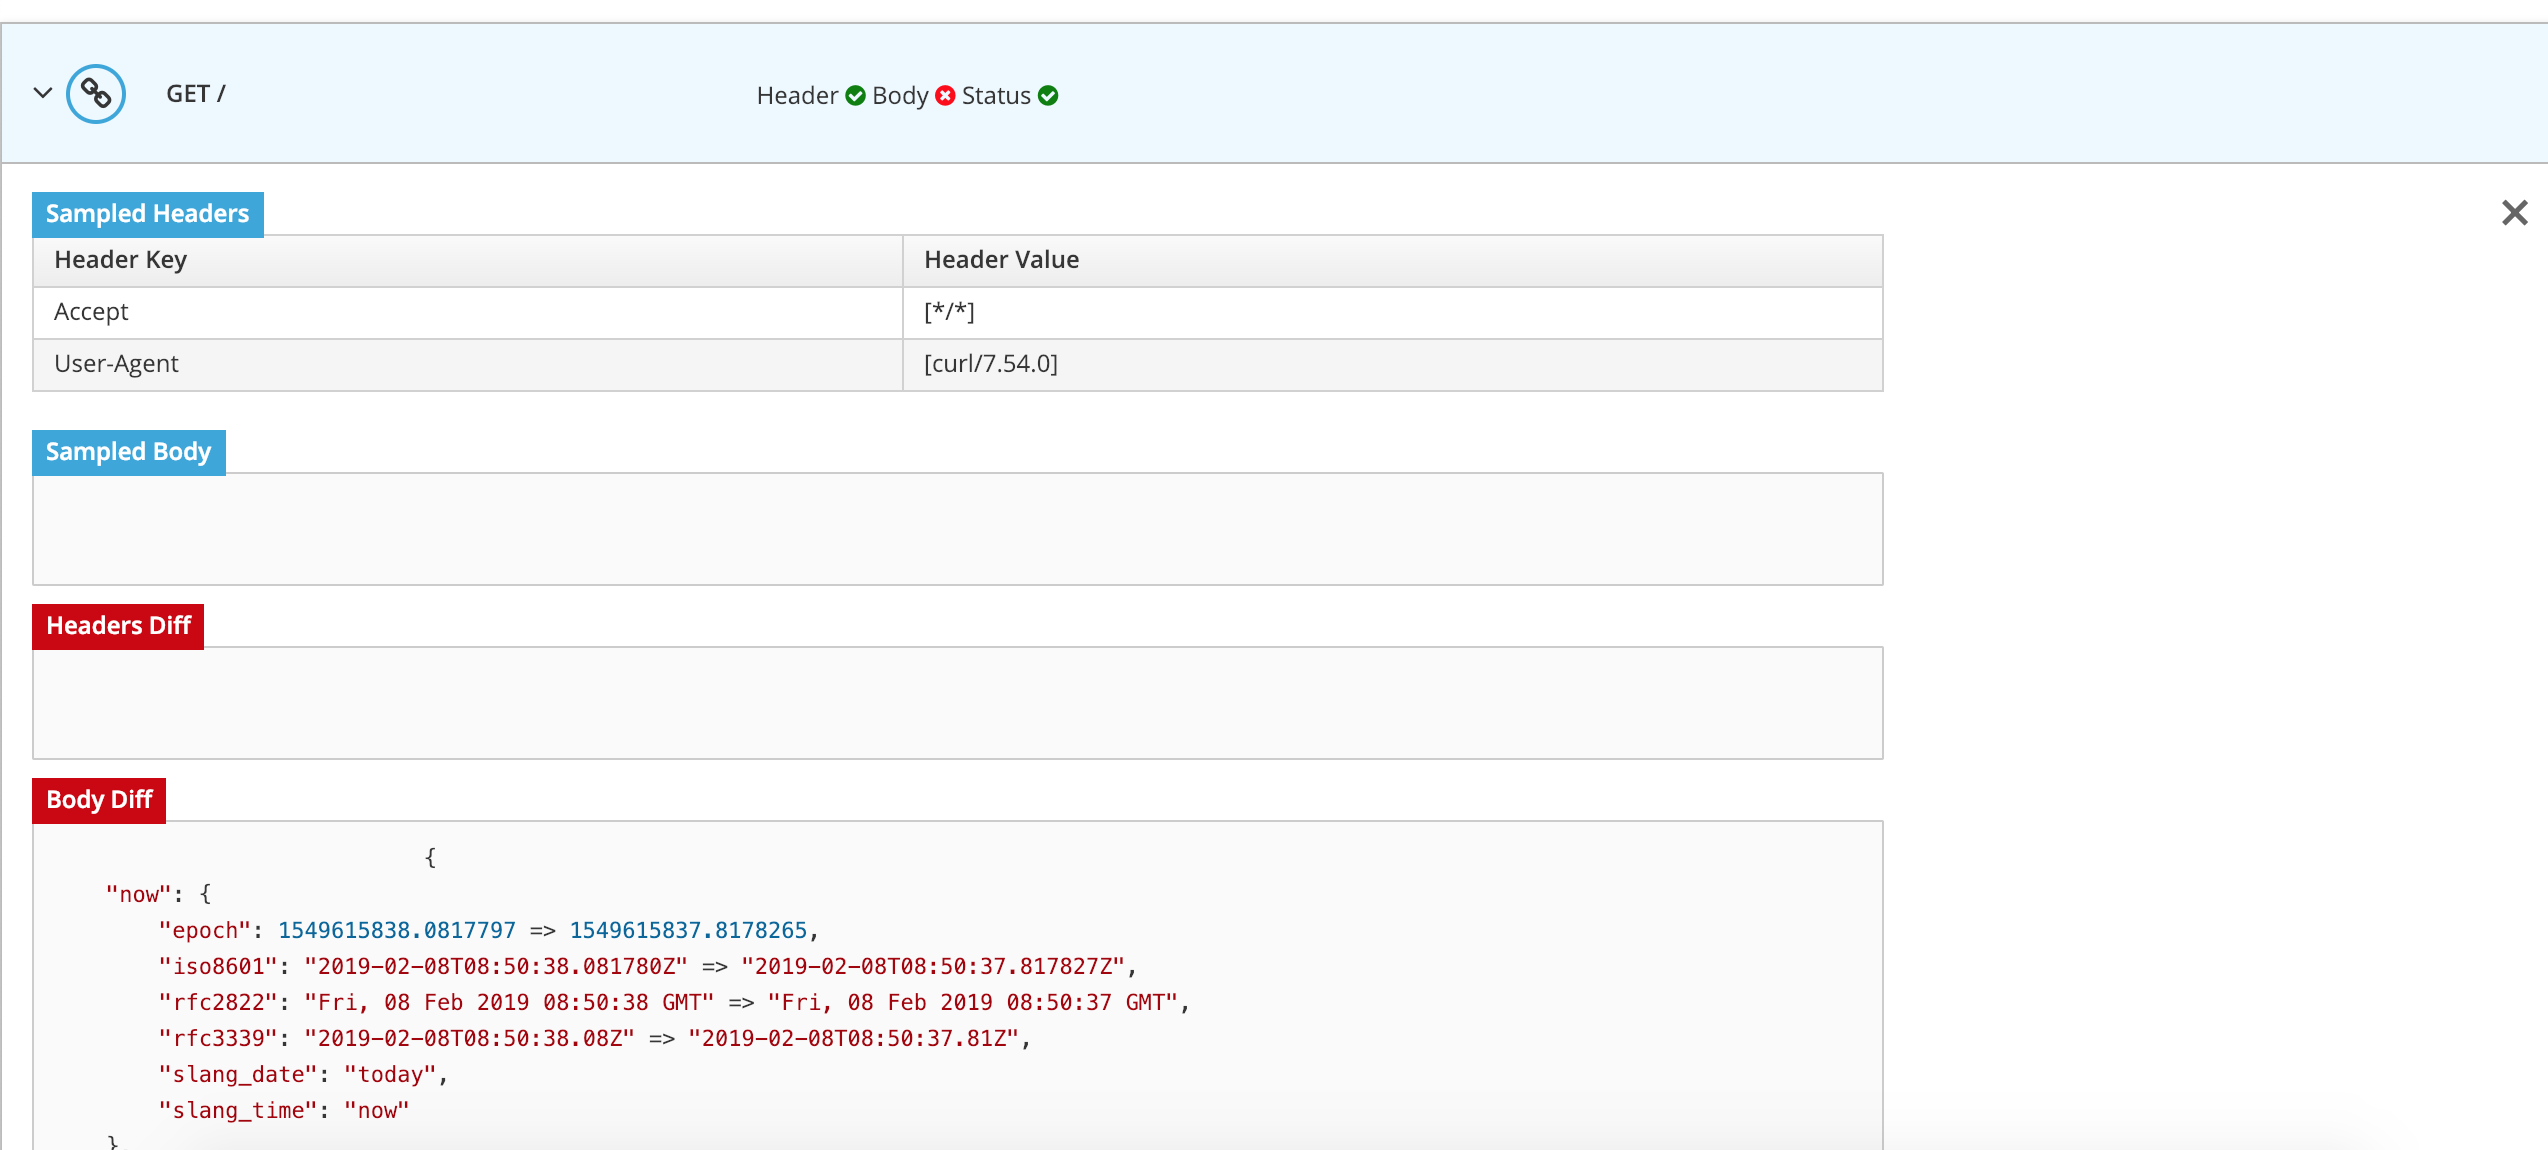 GET /
Header Body Status
Sampled Headers
Header Key Header Value
Accept [*/*]
User-Agent [curl/7.54.0]
Sampled Body
Headers Diff
Body Diff
{
"now": {
"epoch": 1549615838.0817797 => 1549615837.8178265,
"iso8601": "2019-02-08T08:50:38.081780Z" => "2019-02-08T08:50:37.817827Z",
"rfc2822": "Fri, 08 Feb 2019 08:50:38 GMT" => "Fri, 08 Feb 2019 08:50:37 GMT",
"rfc3339": "2019-02-08T08:50:38.08Z" => "2019-02-08T08:50:37.81Z",
"slang_date": "today",
"slang_time": "now"
}